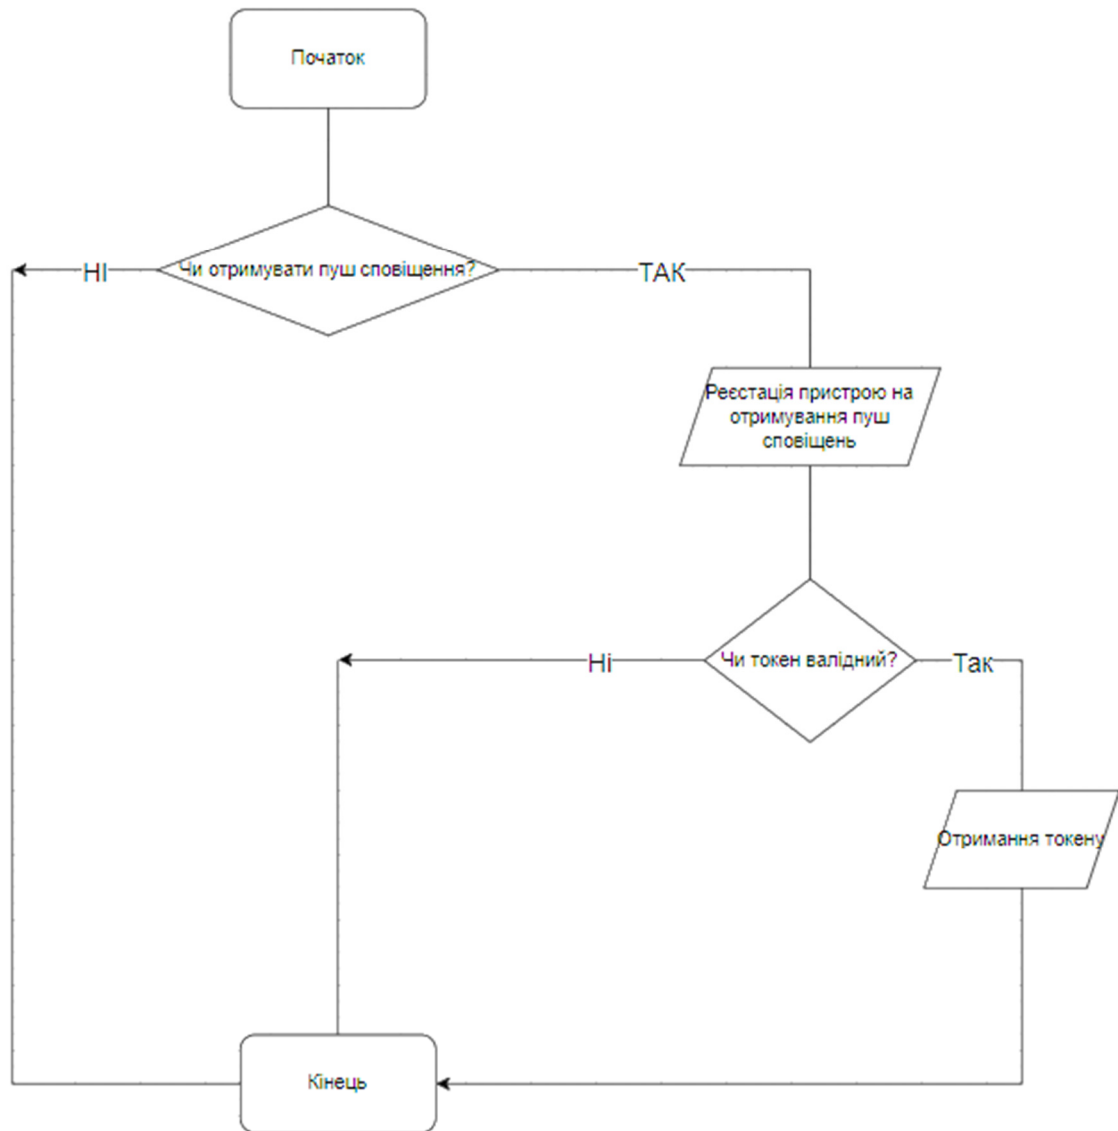 Початок
Чи отримувати пуш сповіщення?
НІ
ТАК
Реєстація пристрою на
отримування пуш
сповіщень
Чи токен валідний?
Ні
Так
Отримання токену
Кінець